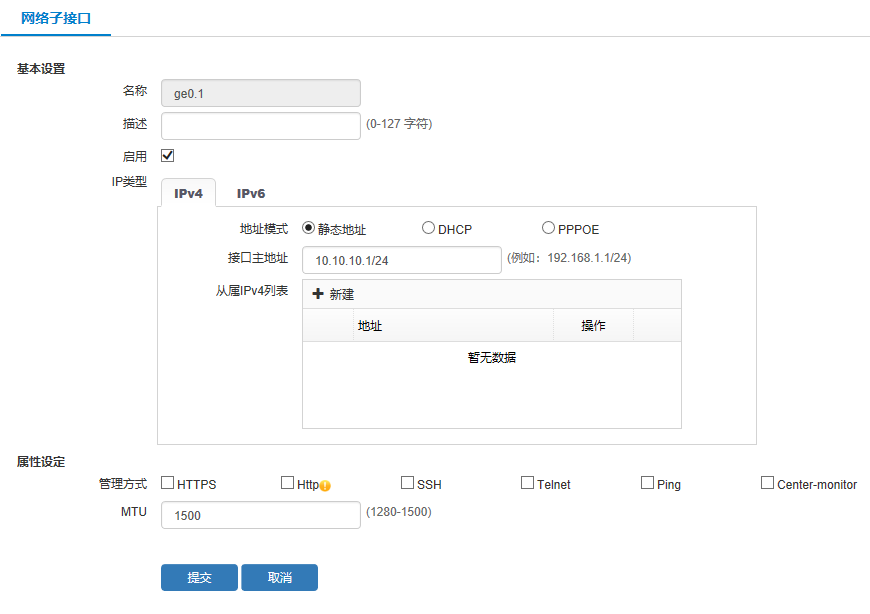 网络子接口
基本设置
名称 ge0.1
描述 (0-127 字符)
启用
IP类型 IPv4 IPv6
地址模式 静态地址 DHCP PPPOE
接口主地址 10.10.10.1/24 (例如：192.168.1.1/24)
从属IPv4列表 新建
地址 操作
暂无数据
属性设定
管理方式 HTTPS Http SSH Telnet Ping Center-monitor
MTU 1500 (1280-1500)
提交 取消